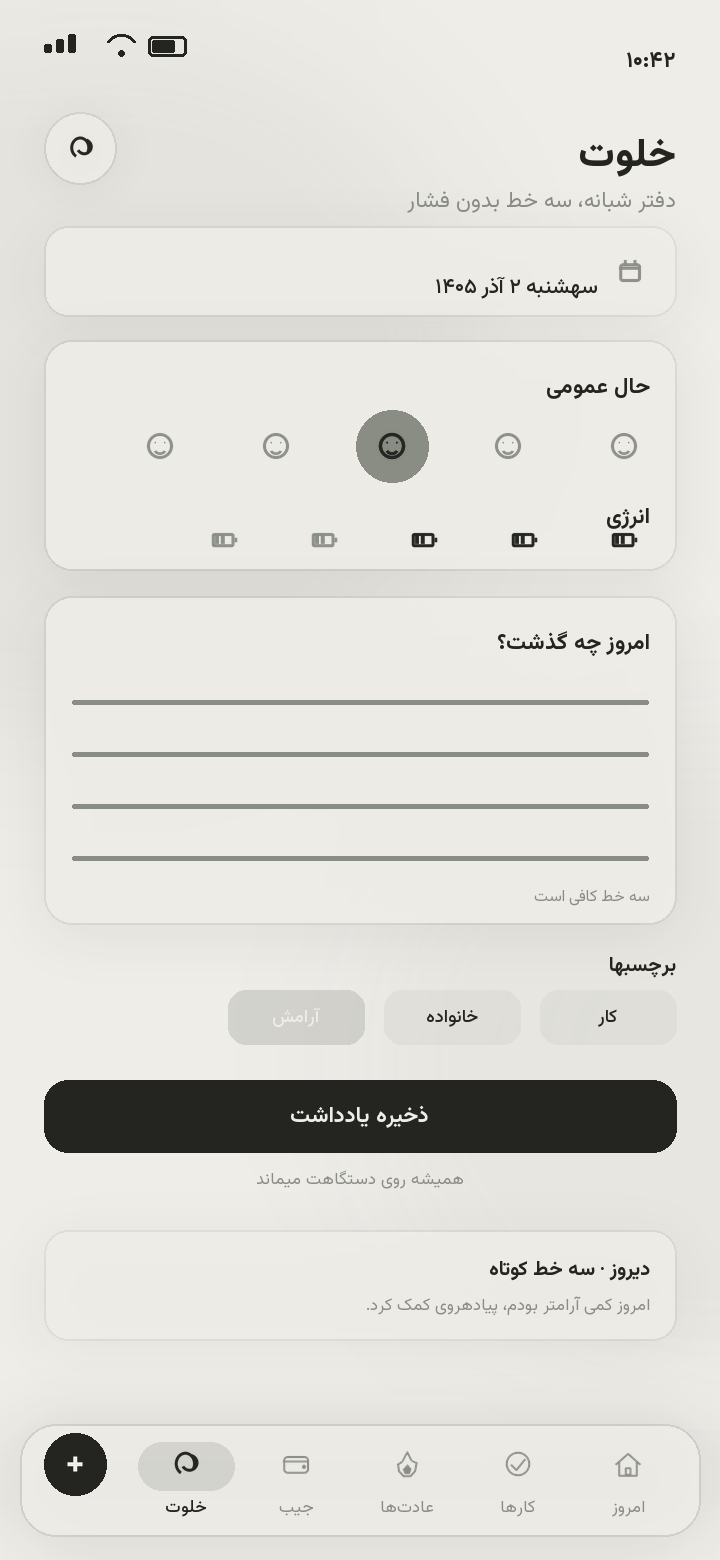 ۱۰:۴۲
خلوت
دفتر شبانه، سه خط بدون فشار
سهشنبه ۲ آذر ۱۴۰۵
حال عمومی
انرژی
امروز چه گذشت؟
سه خط کافی است
برچسبها
کار خانواده آرامش
ذخیره یادداشت
همیشه روی دستگاهت میماند
دیروز · سه خط کوتاه
امروز کمی آرامتر بودم، پیادهروی کمک کرد.
امروز کارها عادت‌ها جیب خلوت